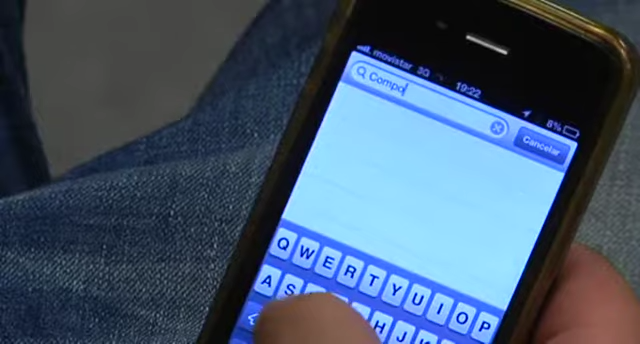 movistar 3G 19:22 8%
Compo
Cancelar
Q W E R T Y U I O P
A S H J K